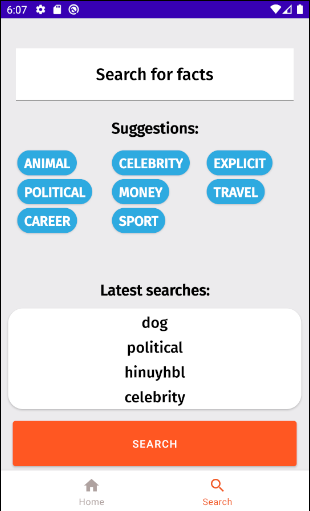 6:07
Search for facts
Suggestions:
ANIMAL CELEBRITY EXPLICIT
POLITICAL MONEY TRAVEL
CAREER SPORT
Latest searches:
dog
political
hinuyhbl
celebrity
SEARCH
Home Search